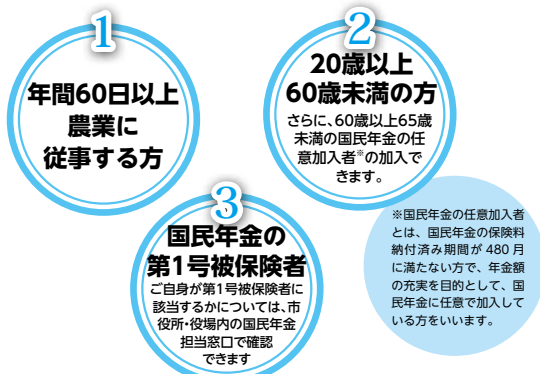 1
年間60日以上
農業に
従事する方
2
20歳以上
60歳未満の方
さらに、60歳以上65歳
未満の国民年金の任
意加入者※の加入で
きます。
3
国民年金の
第1号被保険者
ご自身が第1号被保険者に
該当するかについては、市
役所・役場内の国民年金
担当窓口で確認
できます
※国民年金の任意加入者
とは、国民年金の保険料
納付済み期間が 480 月
に満たない方で、年金額
の充実を目的として、国
民年金に任意で加入して
いる方をいいます。